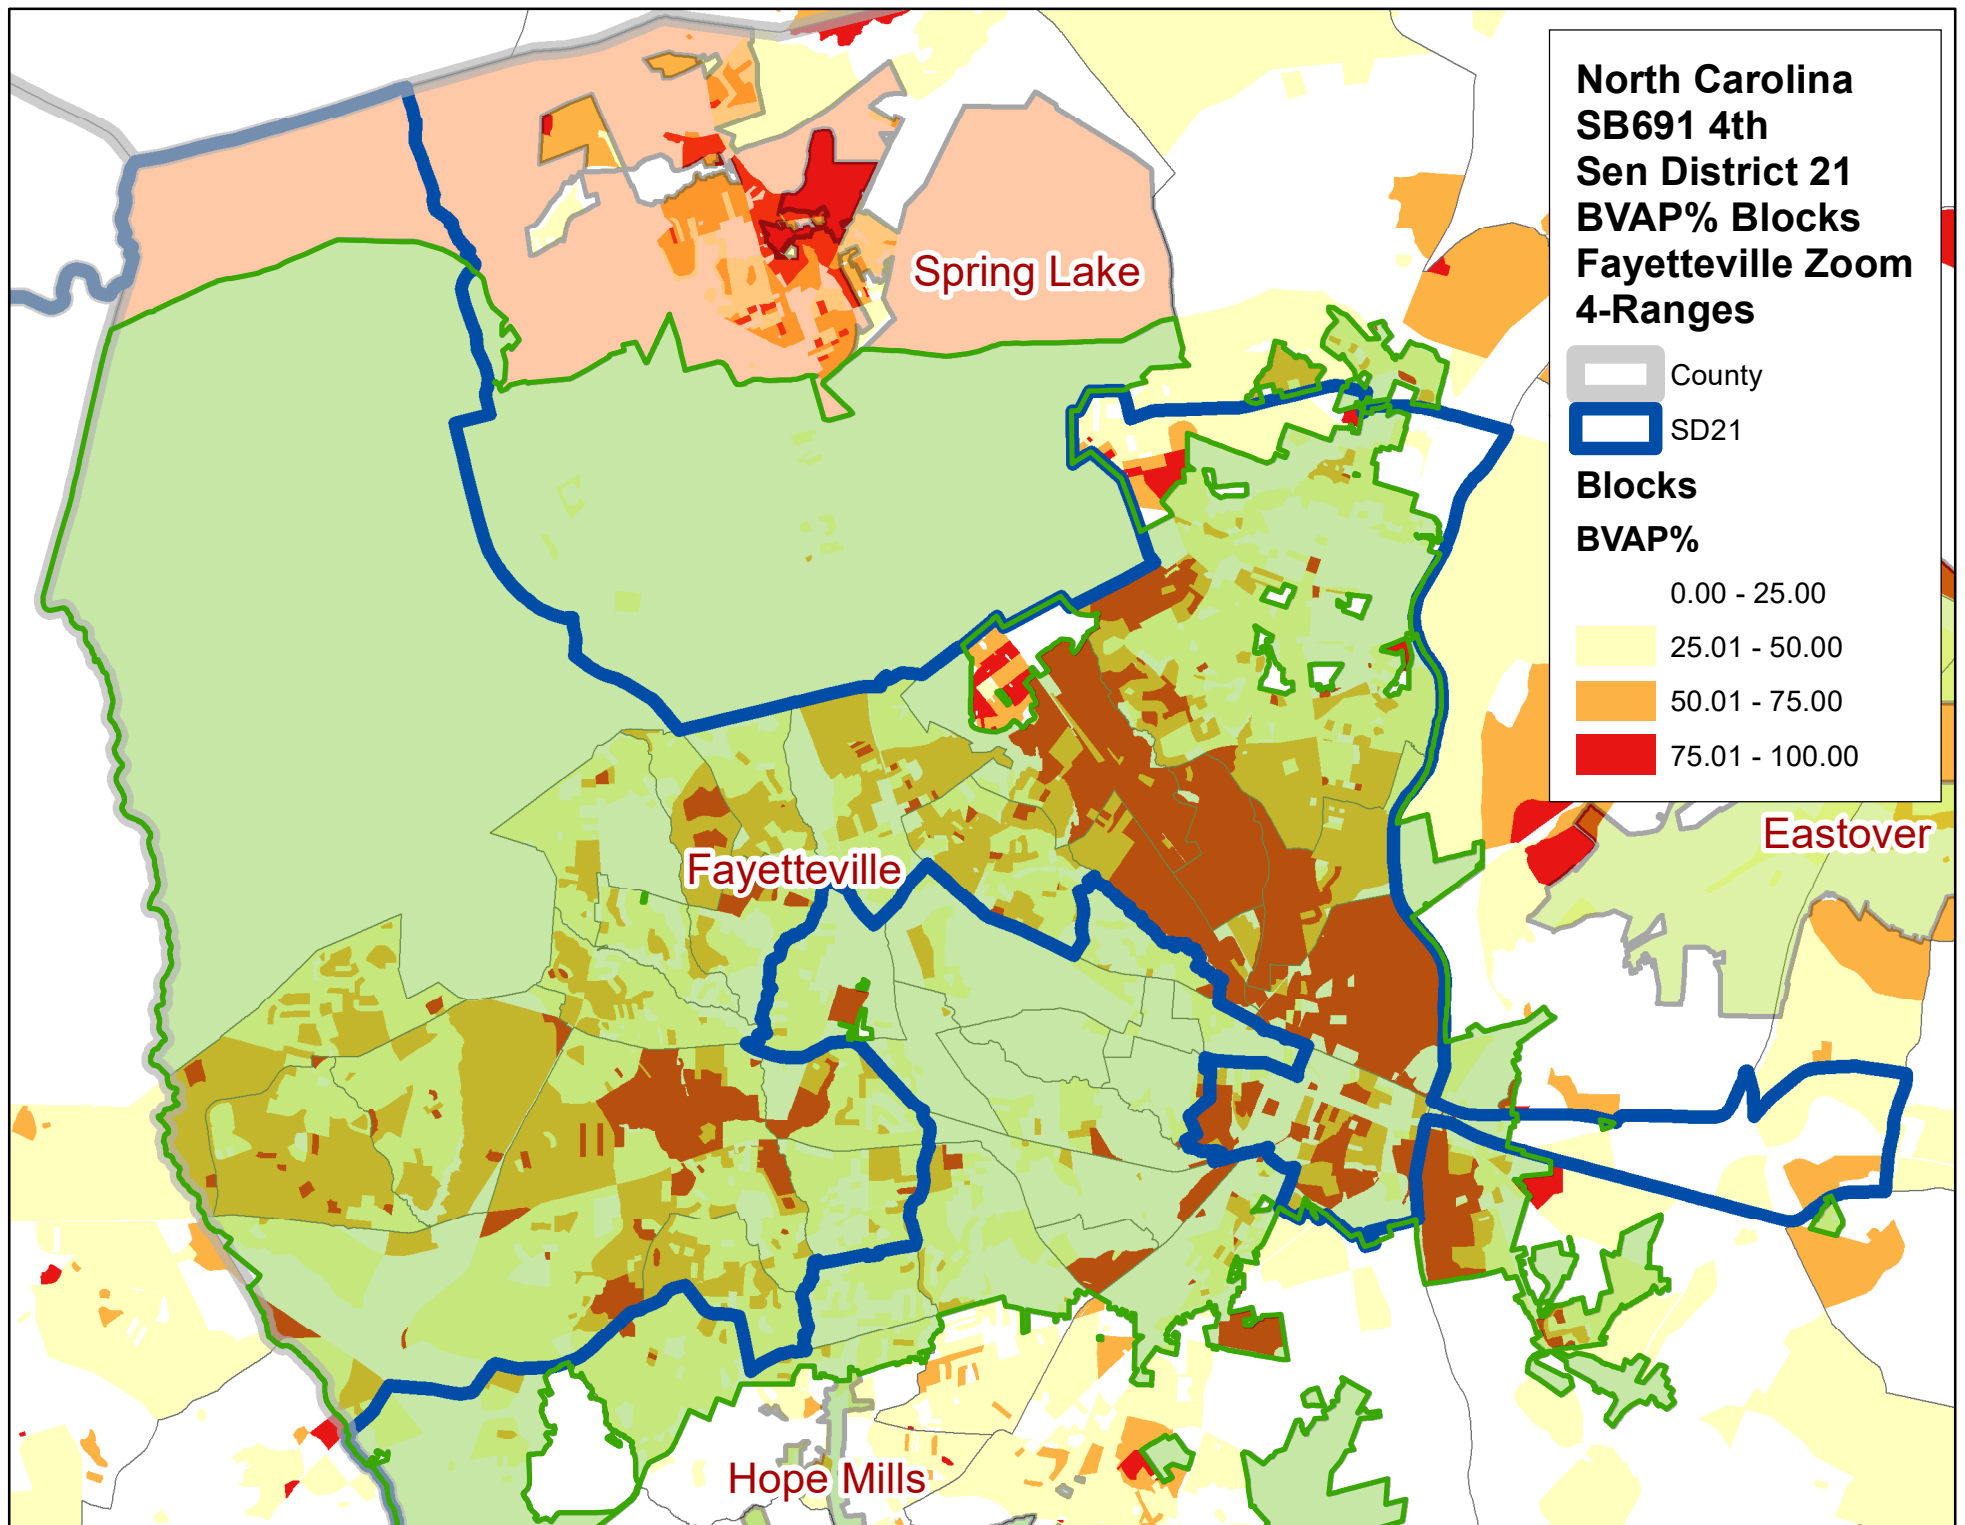 North Carolina
SB691 4th
Sen District 21
BVAP% Blocks
Fayetteville Zoom
4-Ranges
County
SD21
Blocks
BVAP%
0.00 - 25.00
25.01 - 50.00
50.01 - 75.00
75.01 - 100.00
Spring Lake
Eastover
Fayetteville
Hope Mills